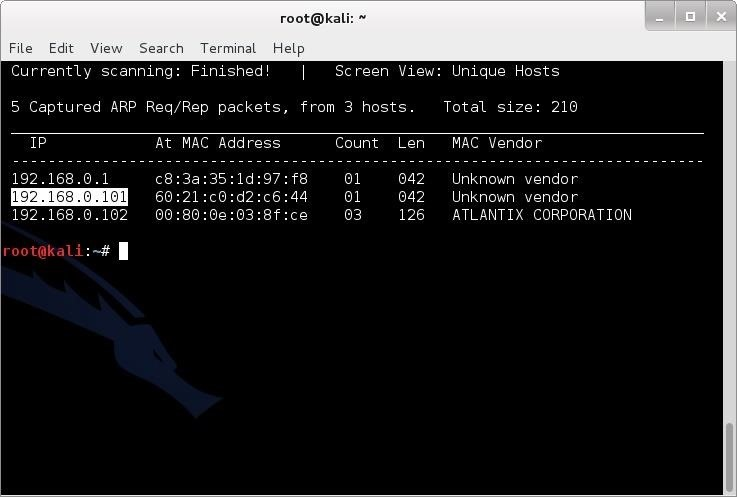 root@kali: ~
File Edit View Search Terminal Help
Currently scanning: Finished! | Screen View: Unique Hosts
5 Captured ARP Req/Rep packets, from 3 hosts. Total size: 210
_____________________________________________________________________________
IP At MAC Address Count Len MAC Vendor
-----------------------------------------------------------------------------
192.168.0.1 c8:3a:35:1d:97:f8 01 042 Unknown vendor
192.168.0.101 60:21:c0:d2:c6:44 01 042 Unknown vendor
192.168.0.102 00:80:0e:03:8f:ce 03 126 ATLANTIX CORPORATION
root@kali:~#